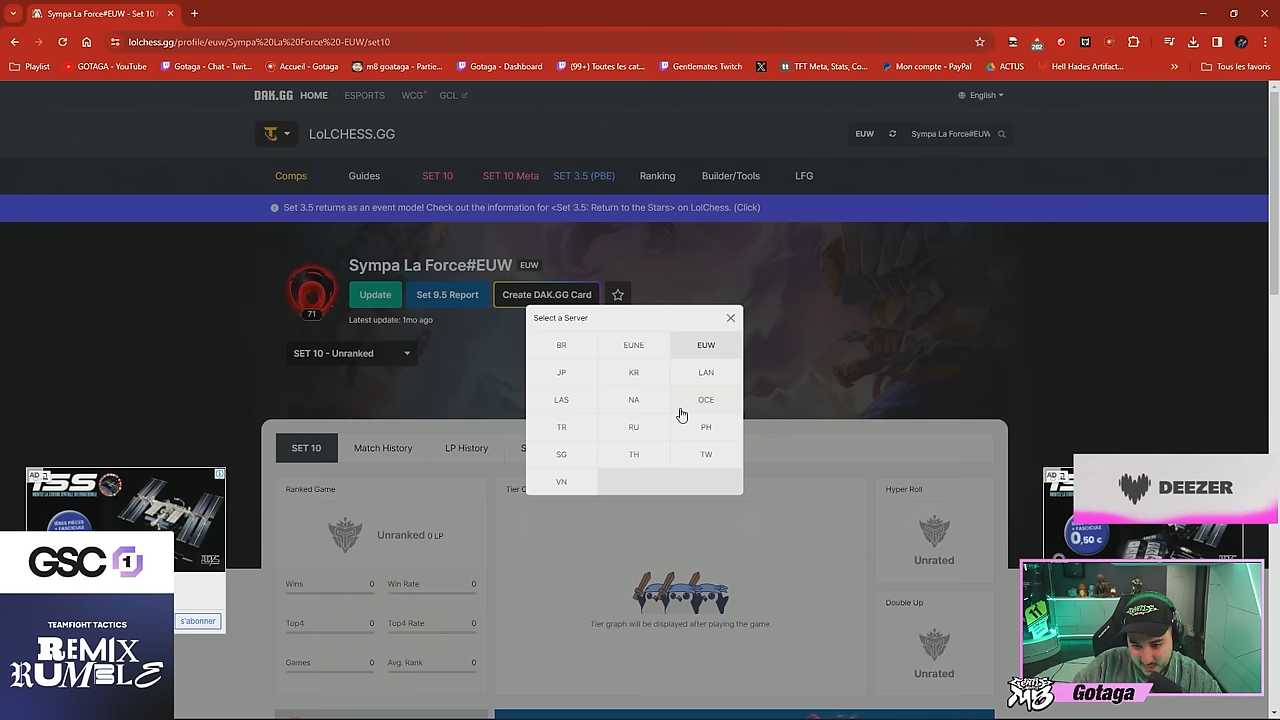 Sympa La Force#EUW - Set 10
lolchess.gg/profile/euw/Sympa%20La%20Force%20-EUW/set10
202
Playlist
GOTAGA - YouTube
Gotaga - Chat - Twit...
Accueil - Gotaga
m8 goataga - Partie...
Gotaga - Dashboard
(99+) Toutes les cat...
Gentlemates Twitch
TFT Meta, Stats, Co...
Mon compte - PayPal
ACTUS
Hell Hades Artifact...
Tous les favoris
DAK.GG HOME ESPORTS WCG GCL
English
LoLCHESS.GG
EUW Sympa La Force#EUW
Comps Guides SET 10 SET 10 Meta SET 3.5 (PBE) Ranking Builder/Tools LFG
Set 3.5 returns as an event mode! Check out the information for <Set 3.5: Return to the Stars> on LolChess. (Click)
Sympa La Force#EUW EUW
71
Update Set 9.5 Report Create DAK.GG Card
Latest update: 1mo ago
SET 10 - Unranked
Select a Server
BR EUNE EUW
JP KR LAN
LAS NA OCE
TR RU PH
SG TH TW
VN
SET 10 Match History LP History S
Ranked Game
Unranked 0 LP
Wins 0 Win Rate 0
Top4 0 Top4 Rate 0
Games 0 Avg. Rank 0
Tier G
Tier graph will be displayed after playing the game.
Hyper Roll
Unrated
Double Up
Unrated
AD
ISS
s'abonner
GSC 1
TEAMFIGHT TACTICS
REMIX
RUMBLE
AD
0,50 €
DEEZER
GENTLE
M8
Gotaga